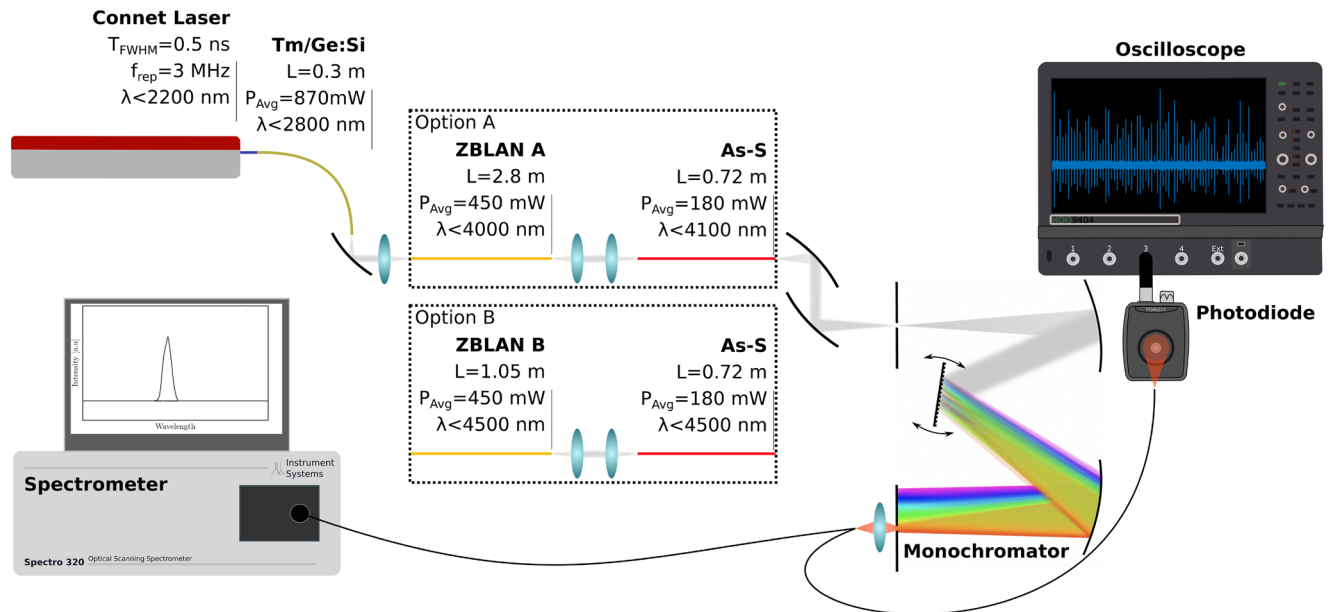 Connet Laser
T_FWHM=0.5 ns
f_rep=3 MHz
λ<2200 nm
Tm/Ge:Si
L=0.3 m
P_Avg=870mW
λ<2800 nm
Option A
ZBLAN A
L=2.8 m
P_Avg=450 mW
λ<4000 nm
As-S
L=0.72 m
P_Avg=180 mW
λ<4100 nm
Option B
ZBLAN B
L=1.05 m
P_Avg=450 mW
λ<4500 nm
As-S
L=0.72 m
P_Avg=180 mW
λ<4500 nm
Oscilloscope
9404
1 2 3 4 Ext
Photodiode
Monochromator
Intensity [a.u]
Wavelength
Instrument
Systems
Spectrometer
Spectro 320 Optical Scanning Spectrometer